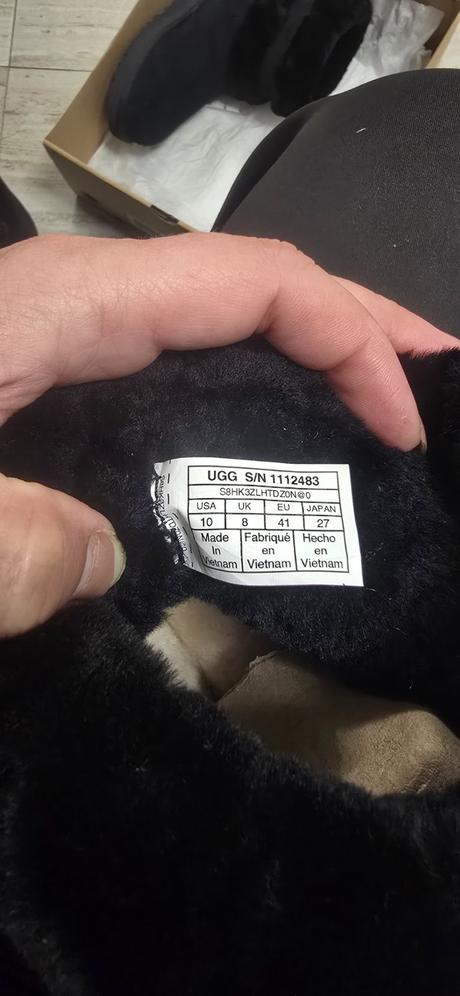 UGG S/N 1112483
S8HK3ZLHTDZ0N@0
USA UK EU JAPAN
10 8 41 27
Made Fabriqué Hecho
In en en
Vietnam Vietnam Vietnam